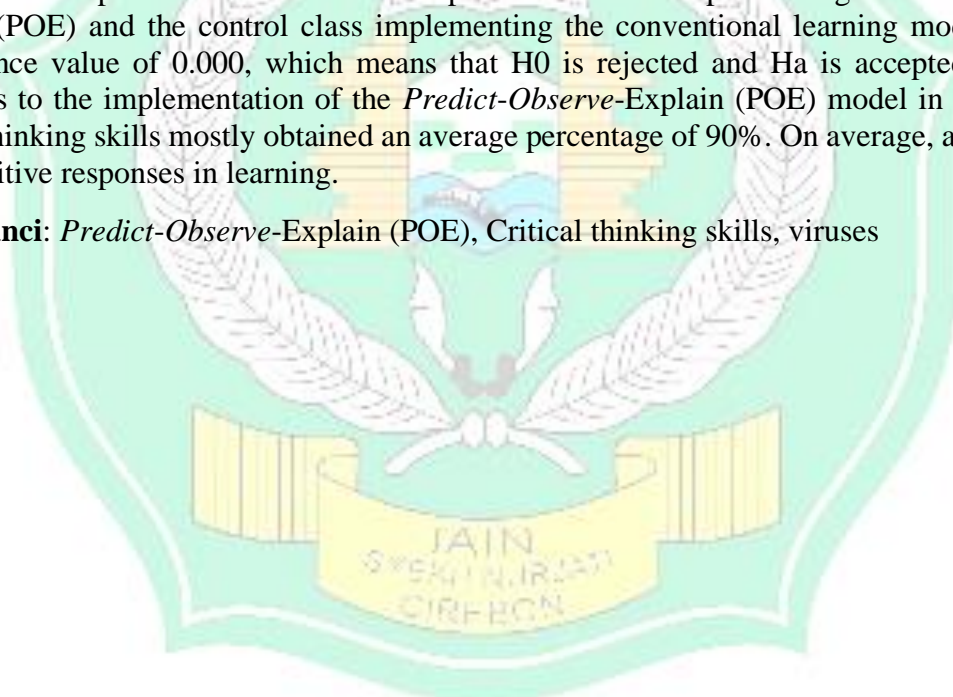 (POE) and the control class implementing the conventional learning mod
nce value of 0.000, which means that H0 is rejected and Ha is accepted
s to the implementation of the Predict-Observe-Explain (POE) model in
hinking skills mostly obtained an average percentage of 90%. On average, a
itive responses in learning.
nci: Predict-Observe-Explain (POE), Critical thinking skills, viruses
IAIN
SYEKH NURJATI
CIREBON